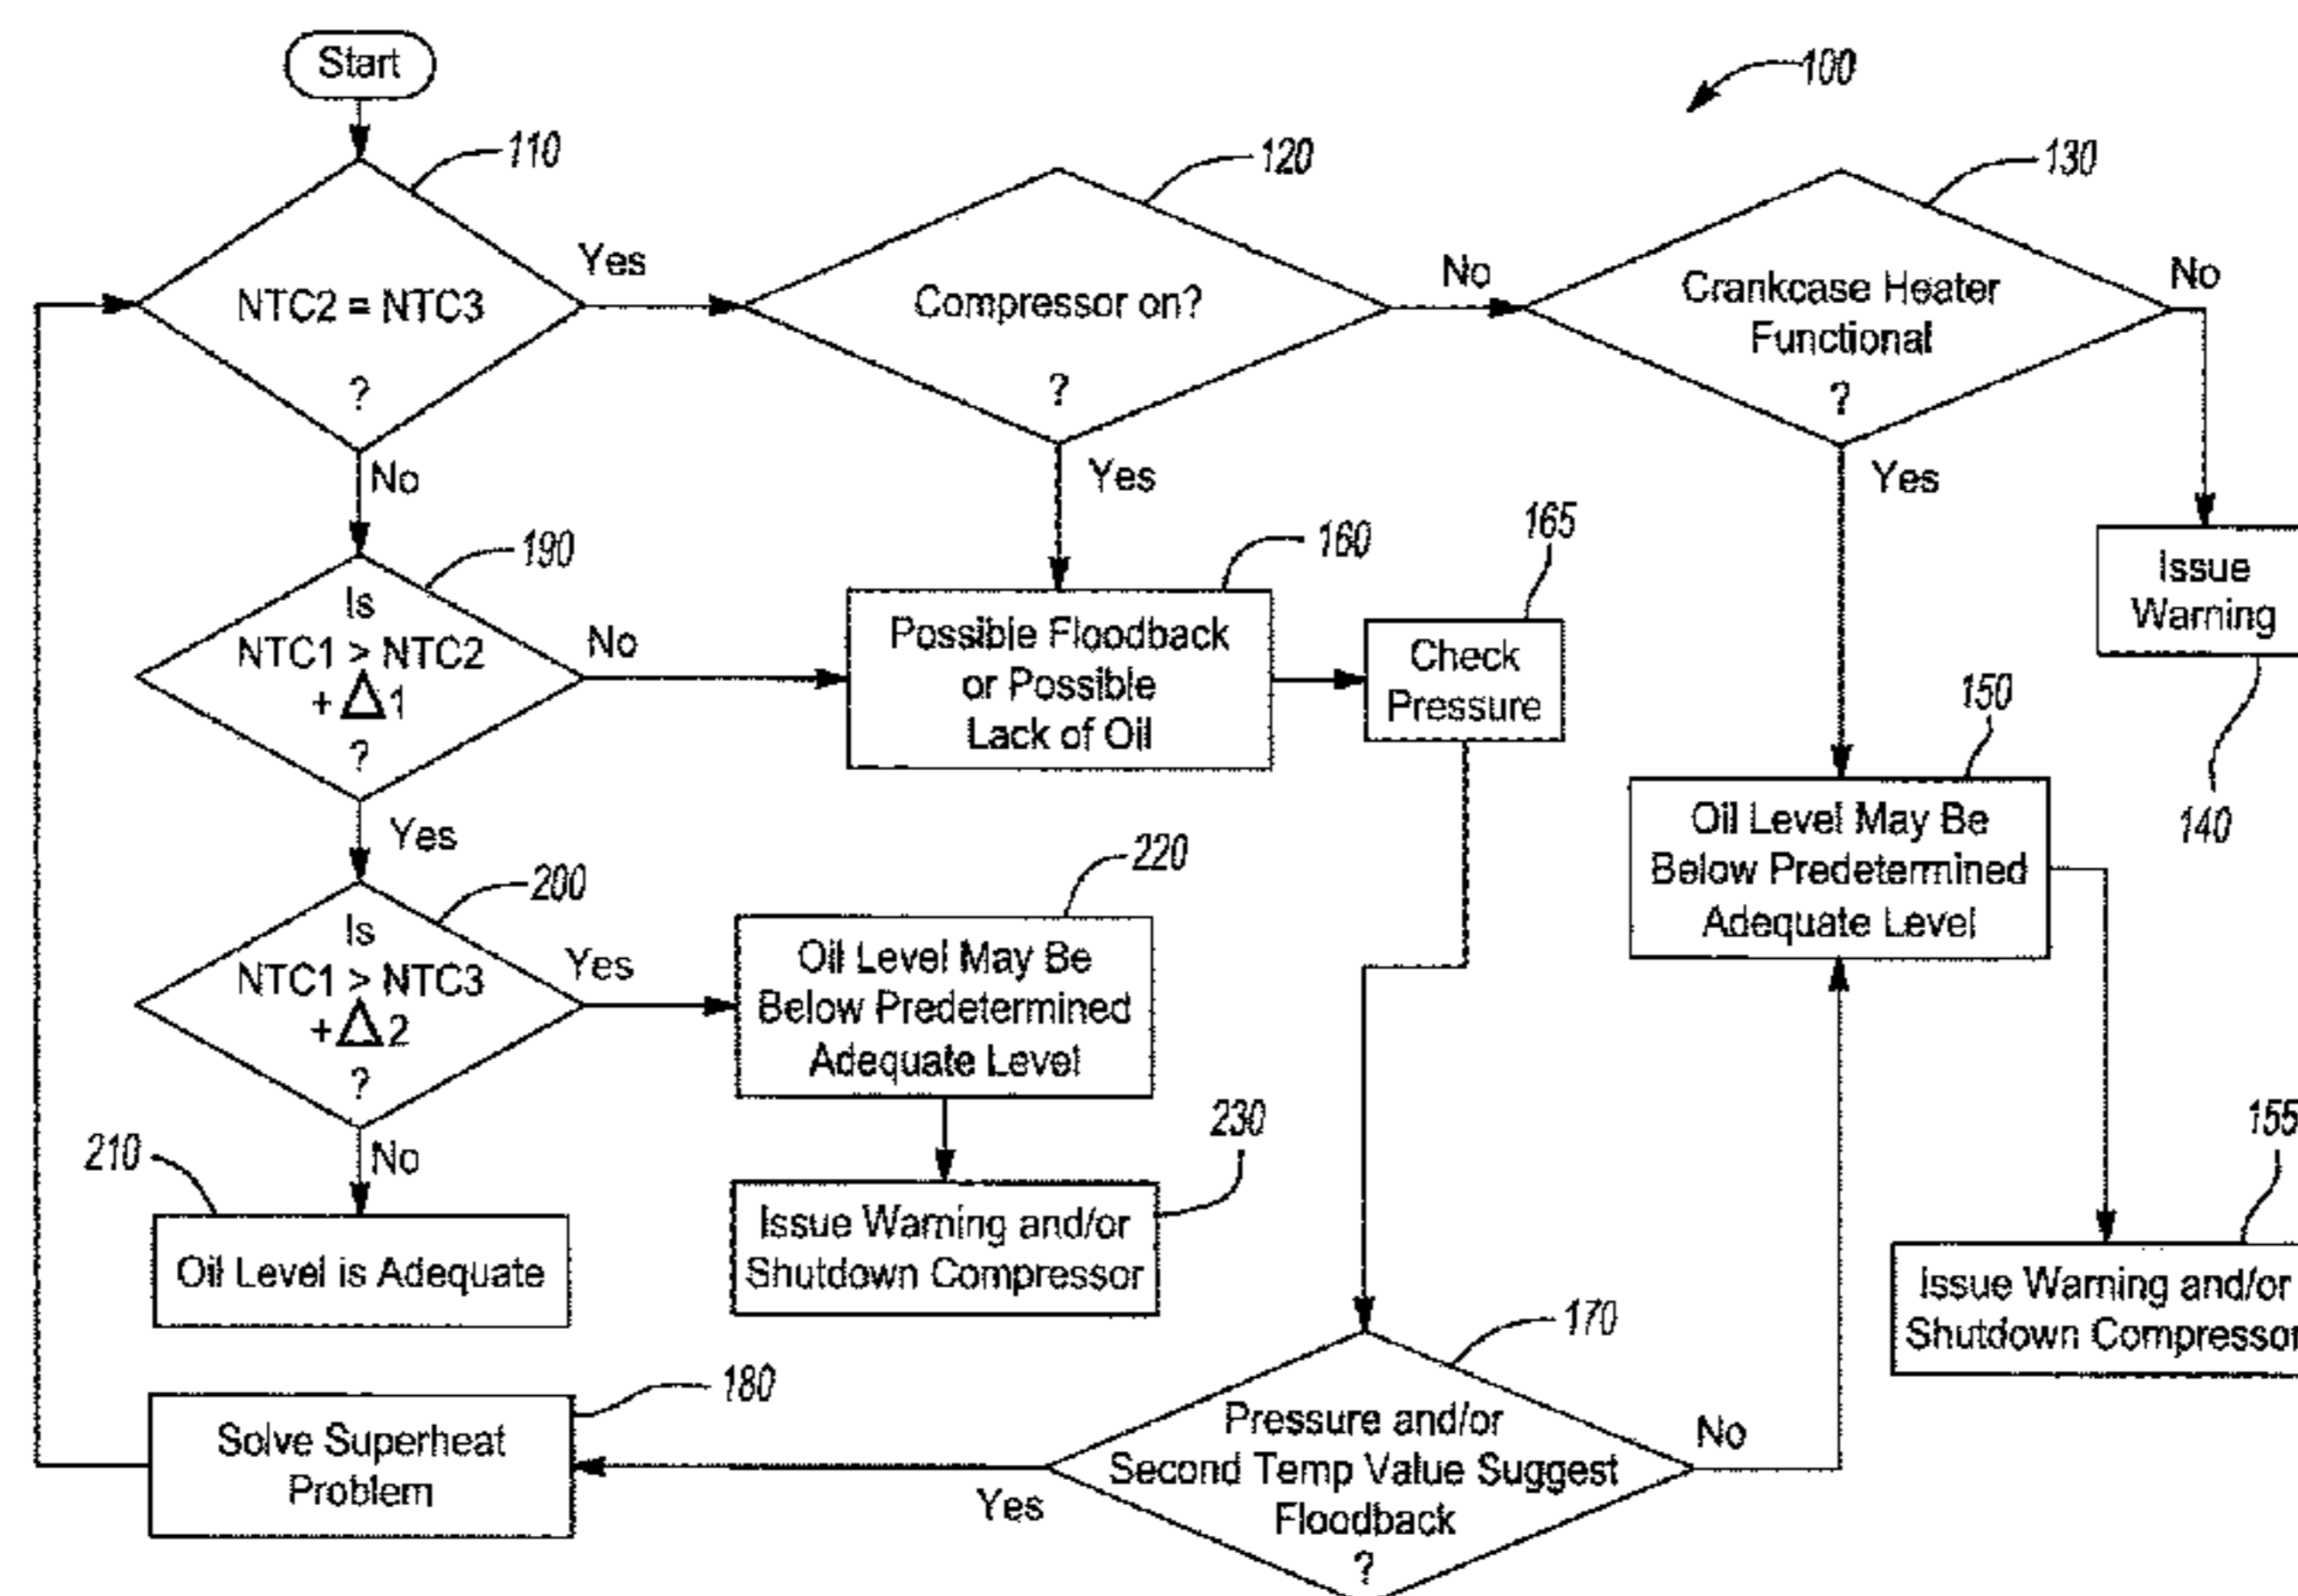 Start
100
110
120
130
NTC2 = NTC3
?
Yes
Compressor on?
?
No
Crankcase Heater
Functional
?
No
No
Yes
Yes
190
160
165
Is
NTC1 > NTC2
+ Δ1
?
No
Possible Floodback
or Possible
Lack of Oil
Check
Pressure
Issue
Warning
140
150
Yes
Oil Level May Be
Below Predetermined
Adequate Level
200
220
Is
NTC1 > NTC3
+ Δ2
?
Yes
Oil Level May Be
Below Predetermined
Adequate Level
210
No
230
155
Oil Level is Adequate
Issue Warning and/or
Shutdown Compressor
Issue Warning and/or
Shutdown Compressor
170
180
Solve Superheat
Problem
Yes
Pressure and/or
Second Temp Value Suggest
Floodback
?
No